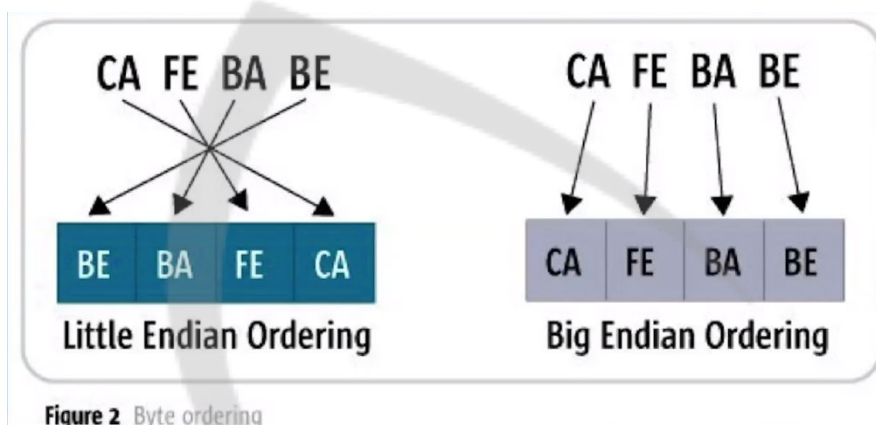 CA FE BA BE
BE BA FE CA
Little Endian Ordering
CA FE BA BE
CA FE BA BE
Big Endian Ordering
Figure 2 Byte ordering